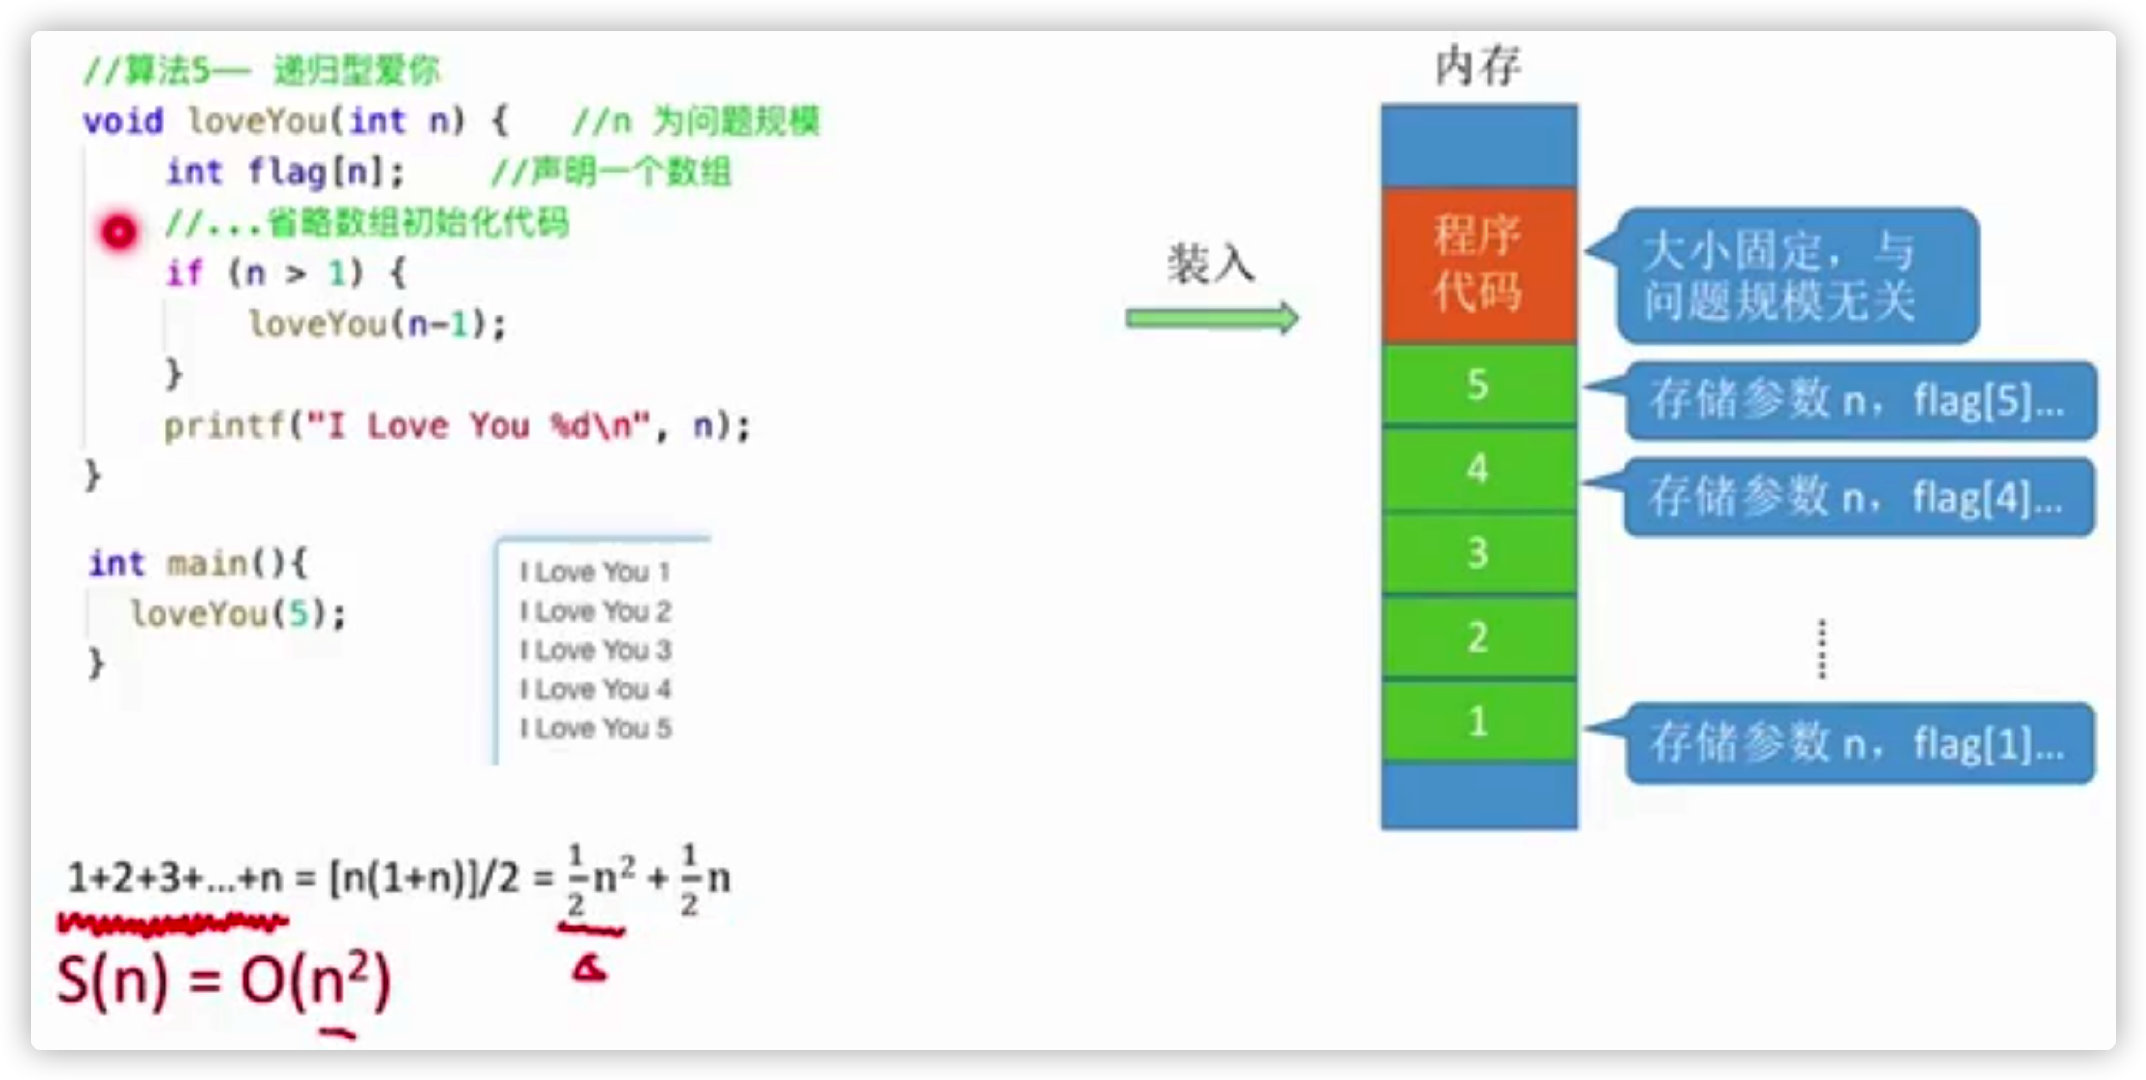 //算法5—— 递归型爱你
void loveYou(int n) { //n 为问题规模
int flag[n]; //声明一个数组
//...省略数组初始化代码
if (n > 1) {
loveYou(n-1);
}
printf("I Love You %d\n", n);
}
int main(){
loveYou(5);
}
I Love You 1
I Love You 2
I Love You 3
I Love You 4
I Love You 5
1+2+3+...+n = [n(1+n)]/2 = 1/2 n² + 1/2 n
S(n) = O(n²)
装入
内存
程序
代码
大小固定，与
问题规模无关
5
存储参数 n，flag[5]...
4
存储参数 n，flag[4]...
3
2
1
存储参数 n，flag[1]...